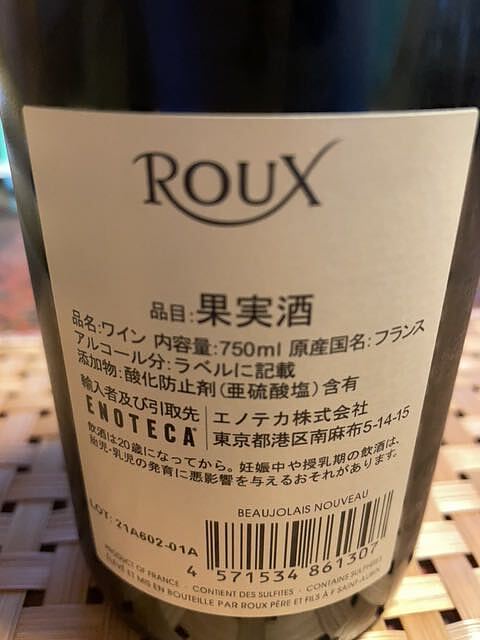 ROUX
品目:果実酒
品名:ワイン 内容量:750ml 原産国名:フランス
アルコール分:ラベルに記載
添加物:酸化防止剤(亜硫酸塩)含有
輸入者及び引取先
ENOTECA
エノテカ株式会社
東京都港区南麻布5-14-15
飲酒は20歳になってから。妊娠中や授乳期の飲酒は、
胎児・乳児の発育に悪影響を与えるおそれがあります。
BEAUJOLAIS NOUVEAU
LOT: 21A602-01A
4 571534 861307
PRODUCT OF FRANCE - CONTIENT DES SULFITES - CONTAINS SULPHITES
ÉLEVÉ ET MIS EN BOUTEILLE PAR ROUX PÈRE ET FILS À F SAINT-AUBIN